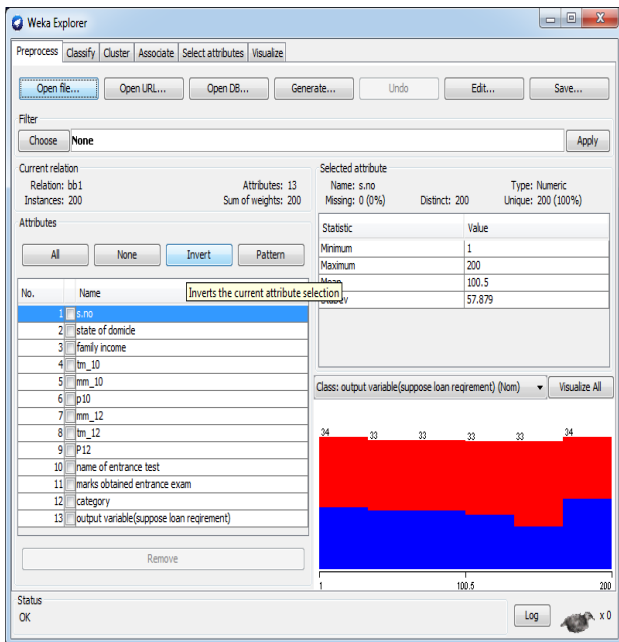 Weka Explorer
Preprocess Classify Cluster Associate Select attributes Visualize
Open file... Open URL... Open DB... Generate... Undo Edit... Save...
Filter
Choose None Apply
Current relation
Relation: bb1 Attributes: 13
Instances: 200 Sum of weights: 200
Attributes
All None Invert Pattern
No. Name
Inverts the current attribute selection
1 s.no
2 state of domicle
3 family income
4 tm_10
5 mm_10
6 p10
7 mm_12
8 tm_12
9 P12
10 name of entrance test
11 marks obtained entrance exam
12 category
13 output variable(suppose loan reqirement)
Remove
Selected attribute
Name: s.no Type: Numeric
Missing: 0 (0%) Distinct: 200 Unique: 200 (100%)
Statistic Value
Minimum 1
Maximum 200
Mean 100.5
StdDev 57.879
Class: output variable(suppose loan reqirement) (Nom) Visualize All
34 33 33 33 33 34
1 100.5 200
Status
OK Log x 0